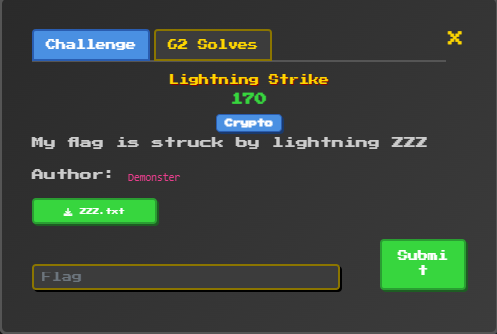 Challenge
62 Solves
X
Lightning Strike
170
Crypto
My flag is struck by lightning ZZZ
Author: Demonster
ZZZ.txt
Flag
Submi
t